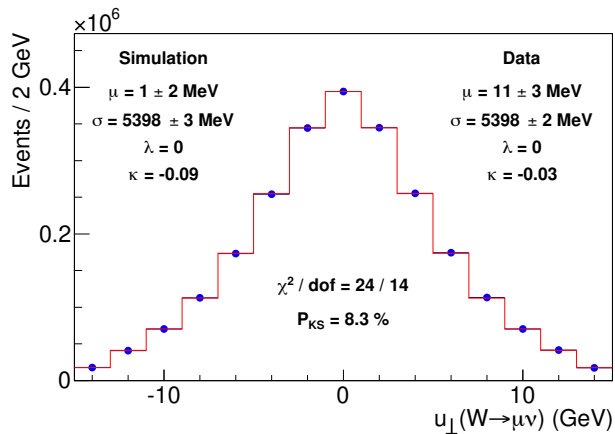 ×10⁶
Simulation
μ = 1 ± 2 MeV
σ = 5398 ± 3 MeV
λ = 0
κ = -0.09
Data
μ = 11 ± 3 MeV
σ = 5398 ± 2 MeV
λ = 0
κ = -0.03
χ² / dof = 24 / 14
P_KS = 8.3 %
Events / 2 GeV
0.4
0.2
0
-10
0
10
u⊥(W→μν) (GeV)